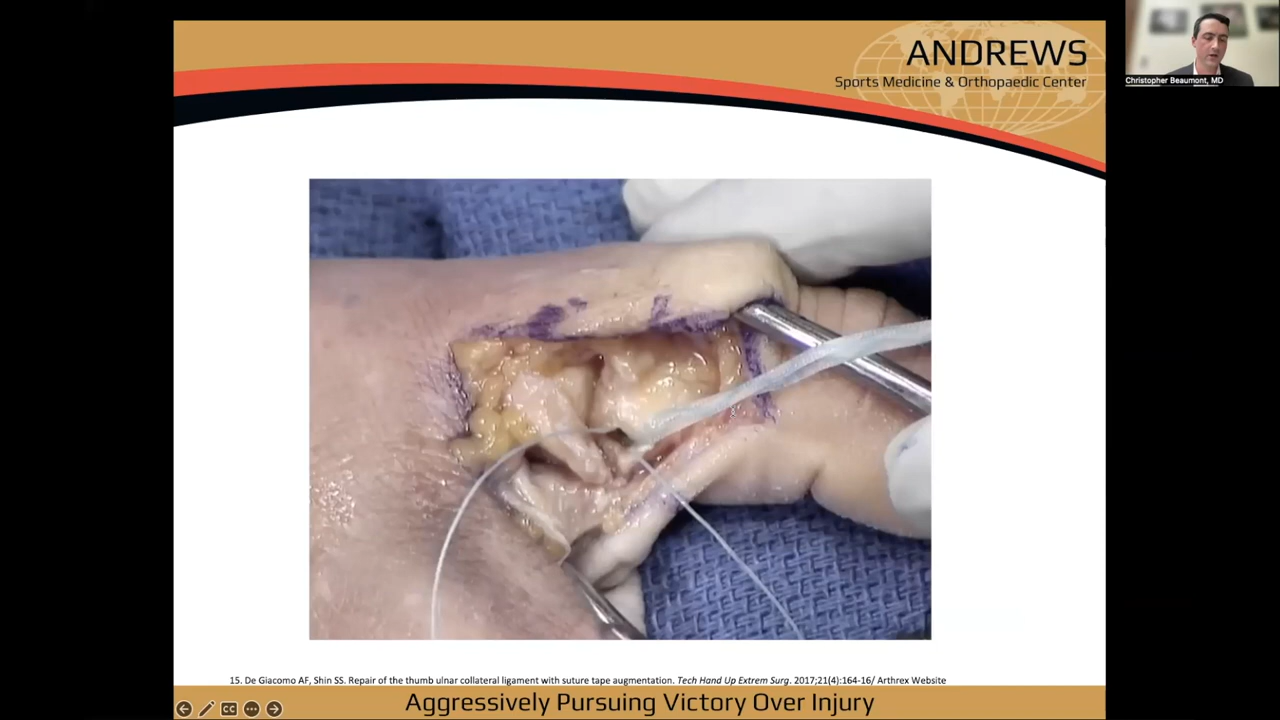 ANDREWS
Sports Medicine & Orthopaedic Center
Christopher Beaumont, MD
15. De Giacomo AF, Shin SS. Repair of the thumb ulnar collateral ligament with suture tape augmentation. Tech Hand Up Extrem Surg. 2017;21(4):164-16/ Arthrex Website
Aggressively Pursuing Victory Over Injury
CC